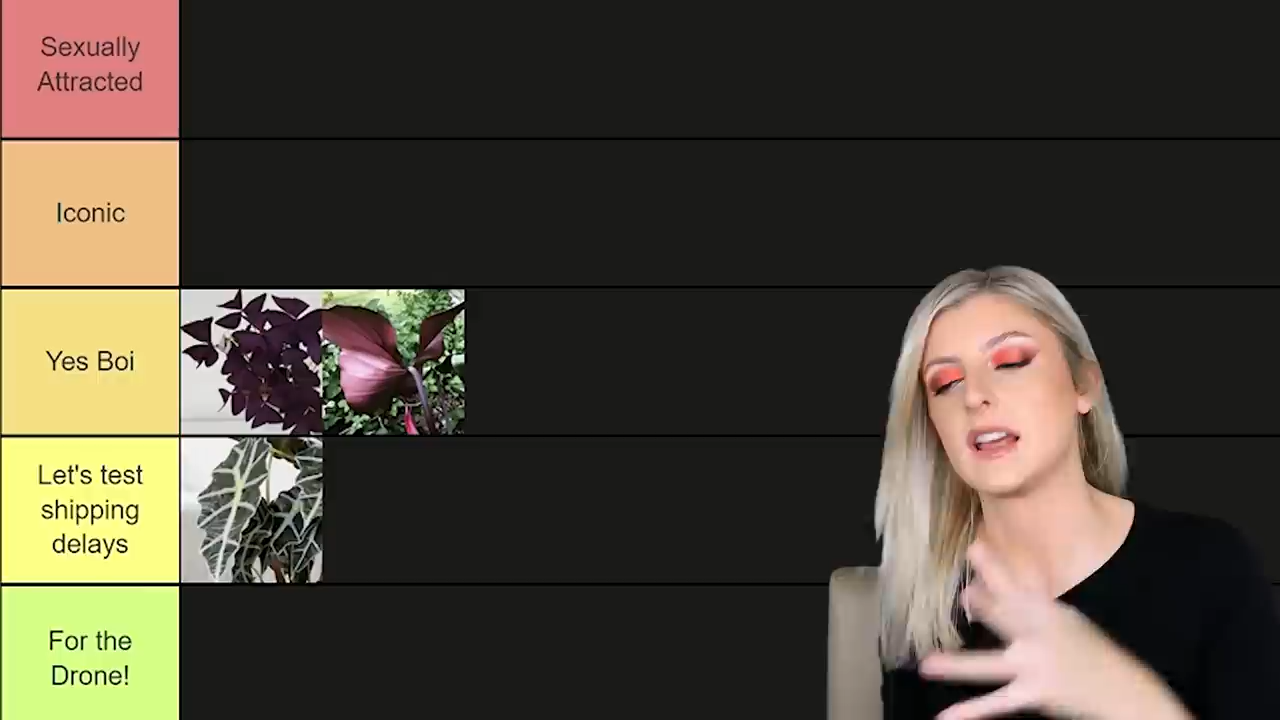 Sexually
Attracted
Iconic
Yes Boi
Let's test
shipping
delays
For the
Drone!